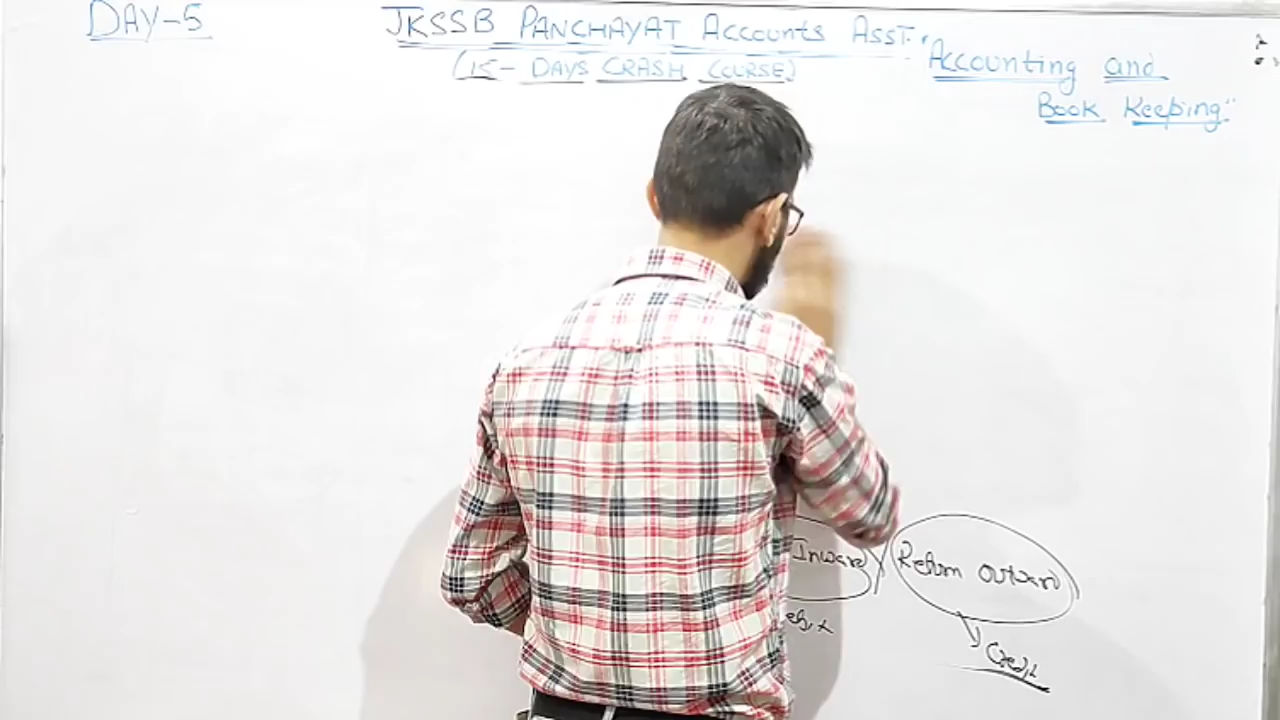 DAY-5
JKSSB PANCHAYAT Accounts ASST.
(15- DAYS CRASH COURSE)
"Accounting and
Book Keeping"
Inward
Return outward
Credit